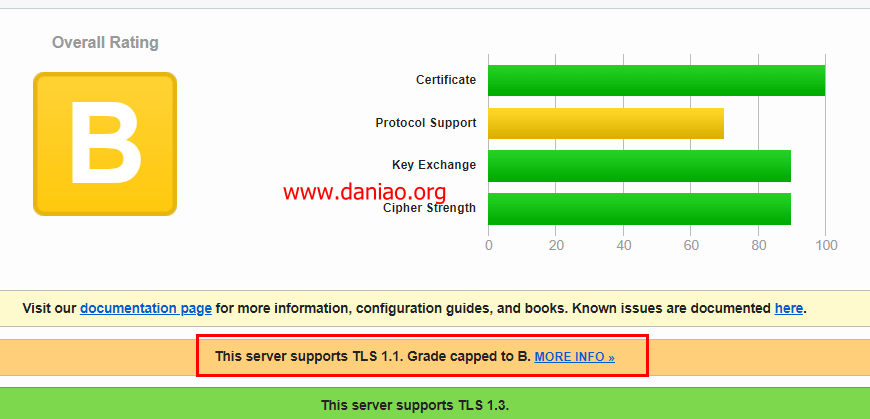 Overall Rating
B
Certificate
Protocol Support
Key Exchange
www.daniao.org
Cipher Strength
0 20 40 60 80 100
Visit our documentation page for more information, configuration guides, and books. Known issues are documented here.
This server supports TLS 1.1. Grade capped to B. MORE INFO »
This server supports TLS 1.3.